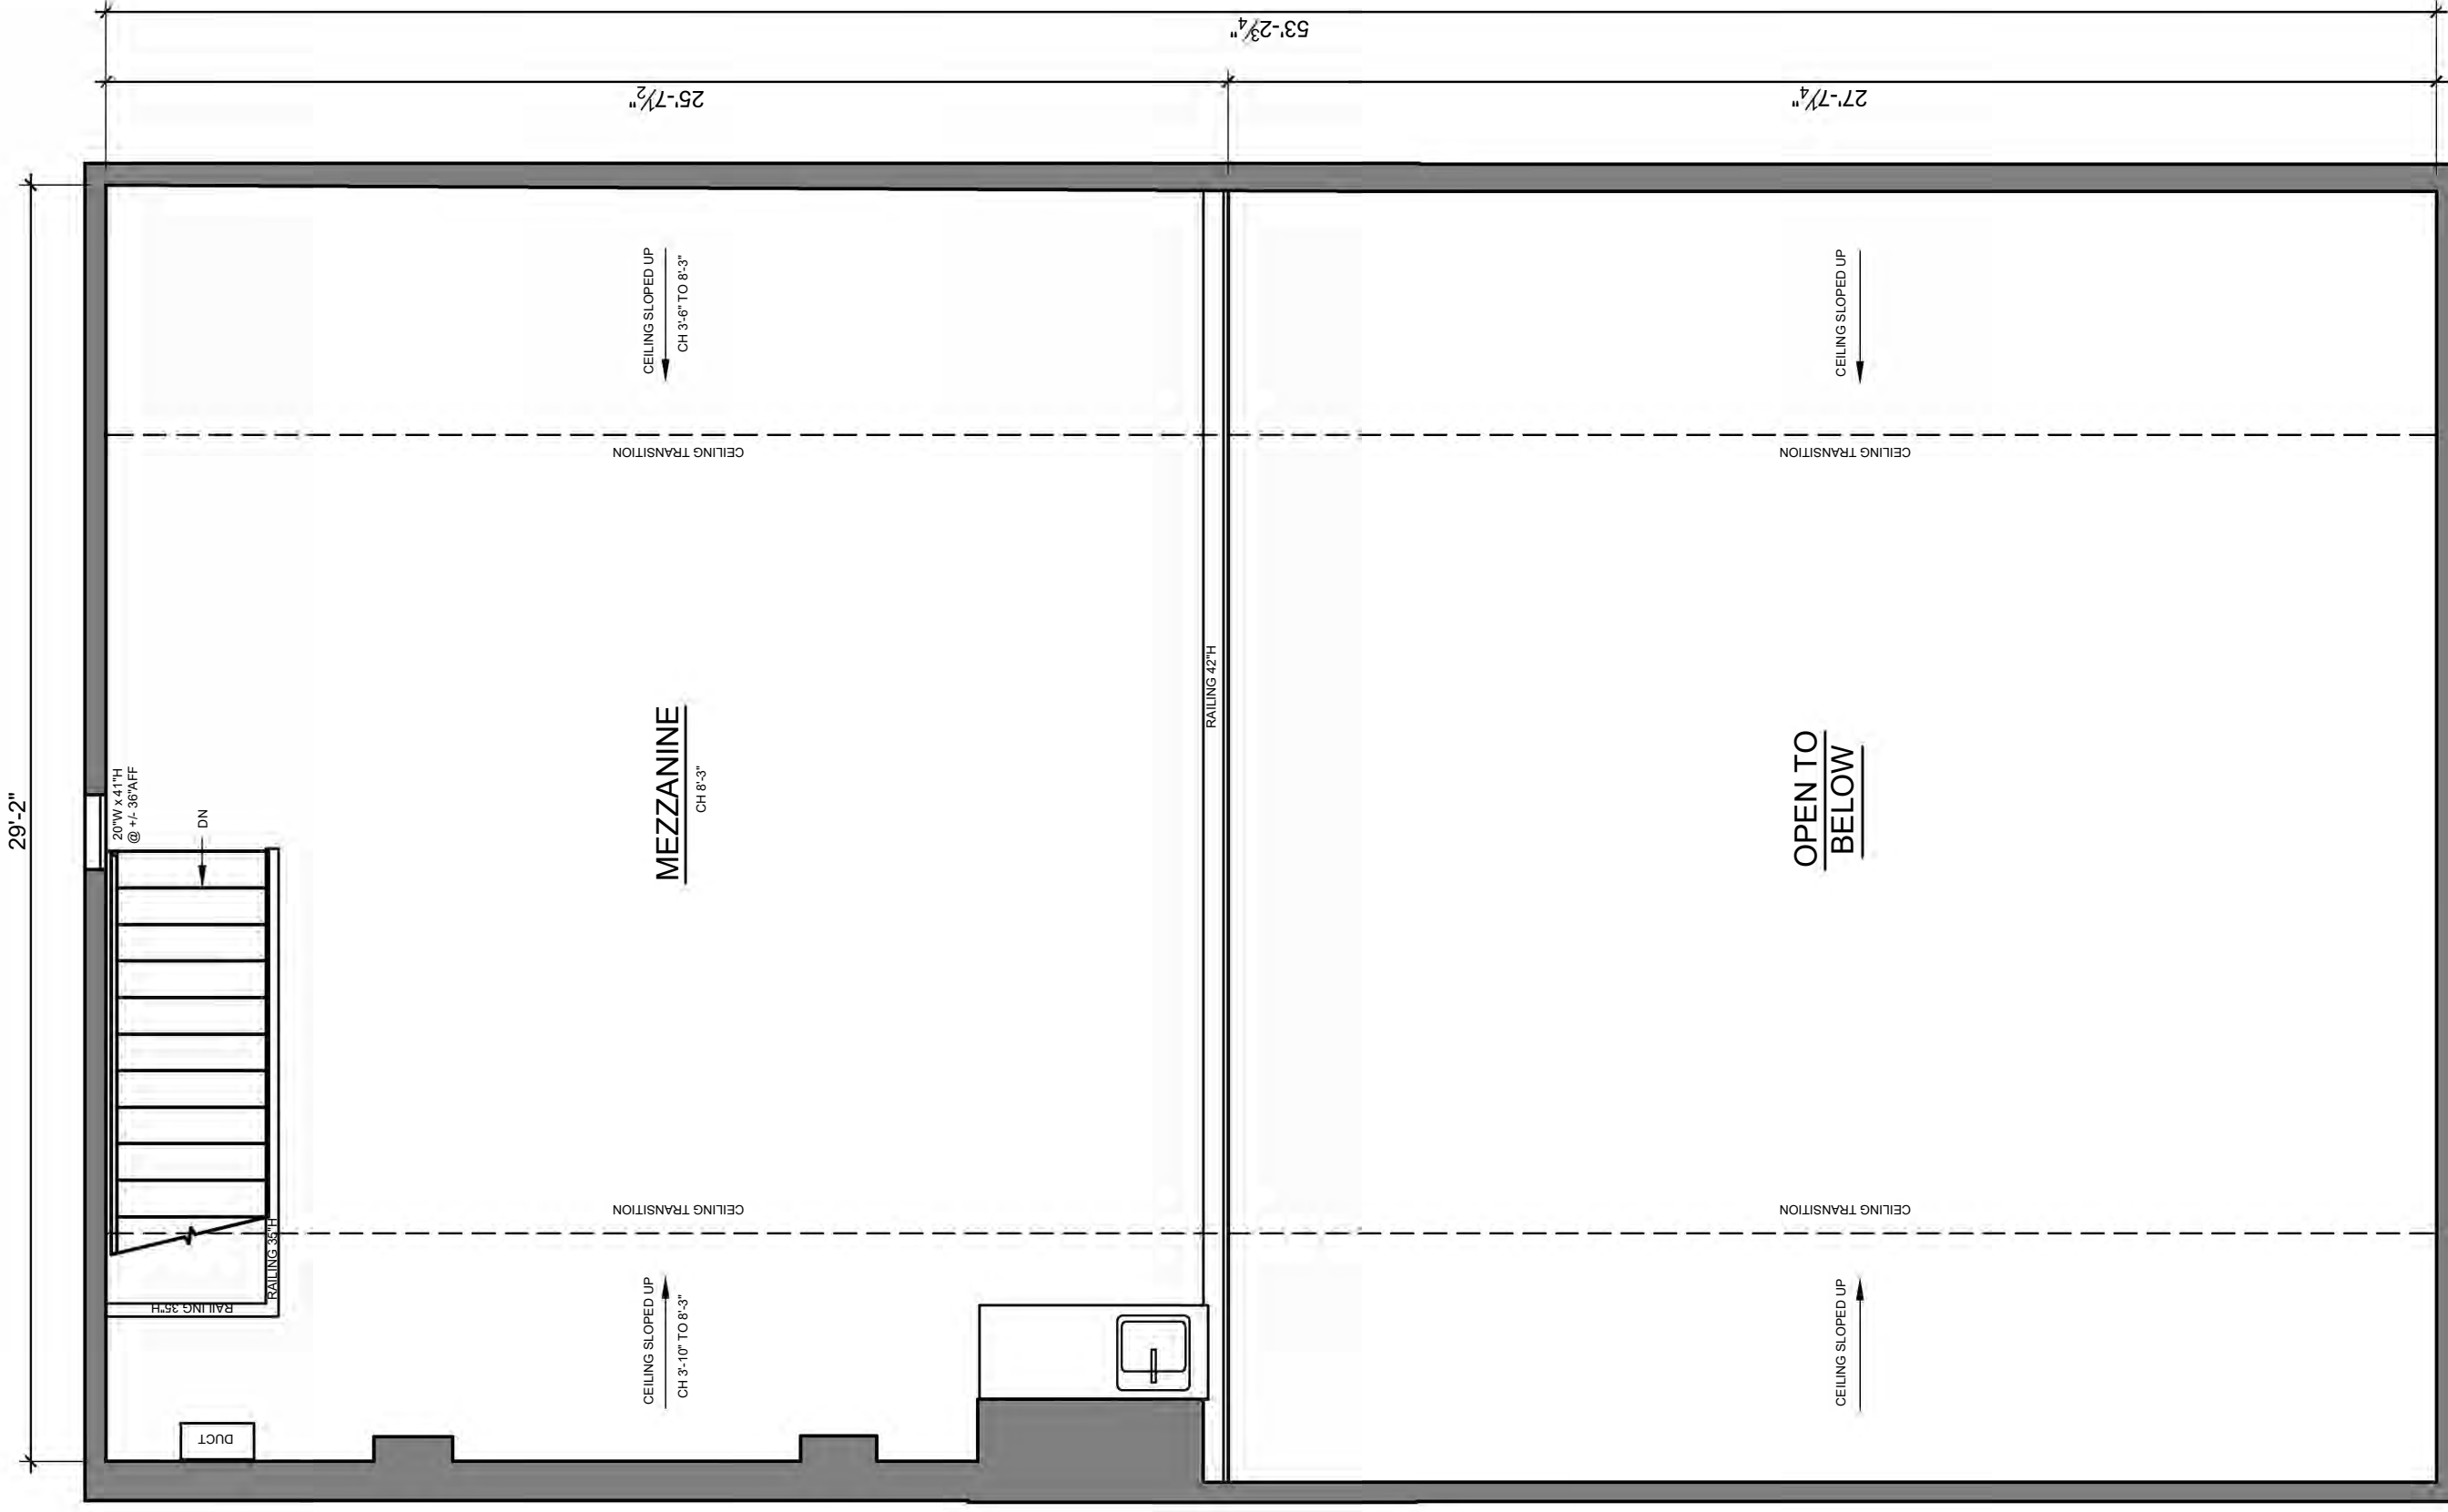 53'-2¾"
25'-7½"
27'-7¼"
29'-2"
CEILING SLOPED UP
CH 3'-6" TO 8'-3"
CEILING SLOPED UP
CEILING TRANSITION
CEILING TRANSITION
20"W x 41"H
@ +/- 36"AFF
DN
MEZZANINE
CH 8'-3"
RAILING 42"H
OPEN TO
BELOW
CEILING TRANSITION
CEILING TRANSITION
RAILING 35"H
RAILING 35"H
CEILING SLOPED UP
CH 3'-10" TO 8'-3"
CEILING SLOPED UP
DUCT